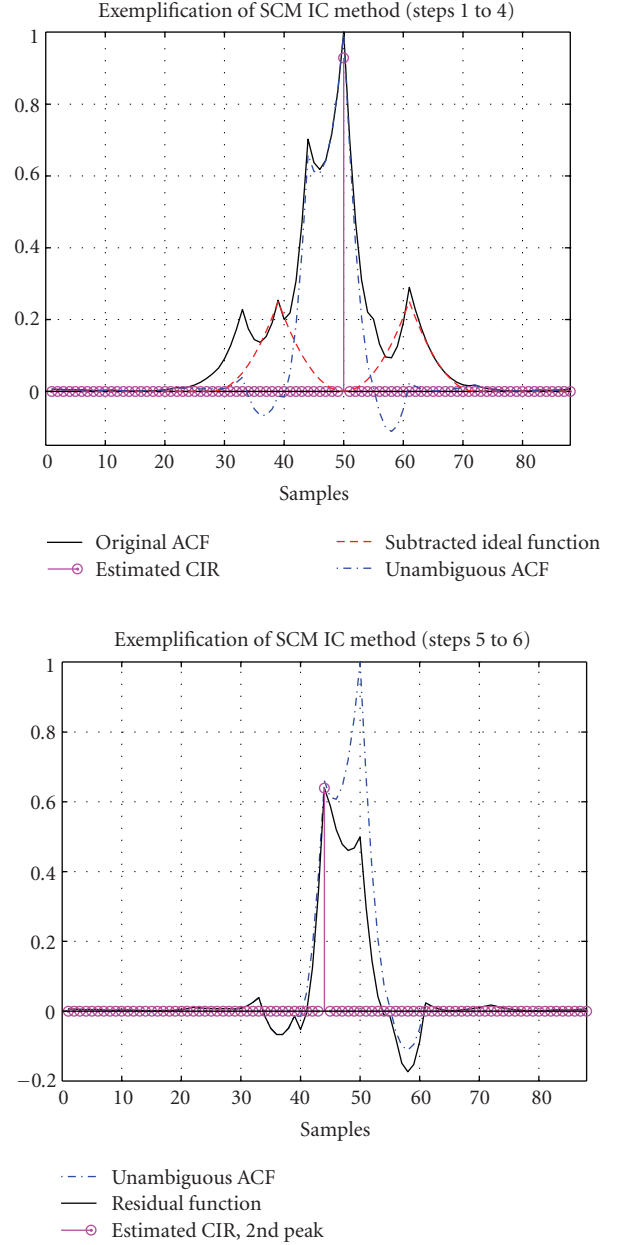 Exemplification of SCM IC method (steps 1 to 4)
1
0.8
0.6
0.4
0.2
0
0 10 20 30 40 50 60 70 80
Samples
Original ACF
Subtracted ideal function
Estimated CIR
Unambiguous ACF
Exemplification of SCM IC method (steps 5 to 6)
1
0.8
0.6
0.4
0.2
0
−0.2
0 10 20 30 40 50 60 70 80
Samples
Unambiguous ACF
Residual function
Estimated CIR, 2nd peak